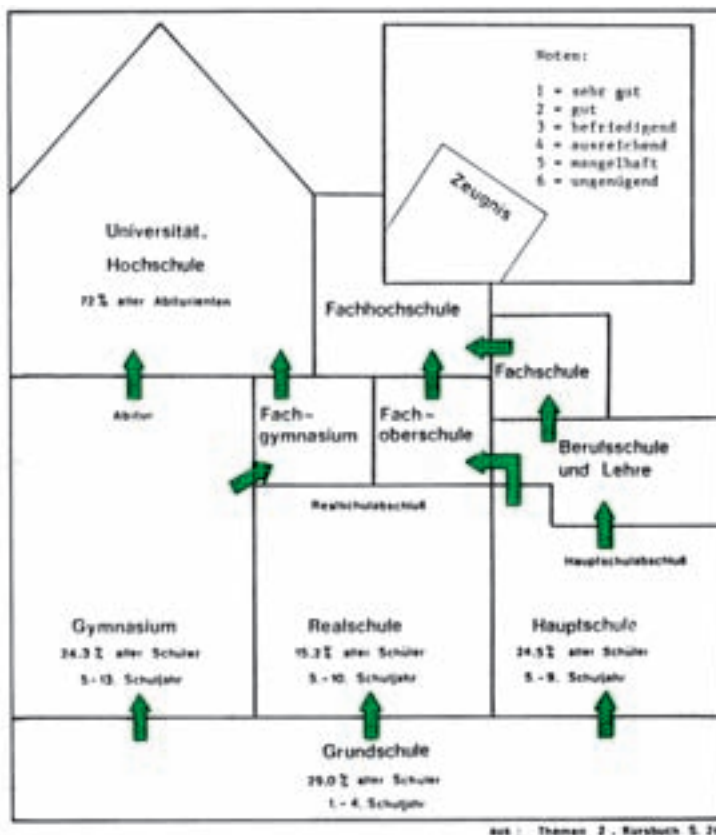 Noten:
1 = sehr gut
2 = gut
3 = befriedigend
4 = ausreichend
5 = mangelhaft
6 = ungenügend
Zeugnis
Universität.
Hochschule
72% aller Abiturienten
Fachhochschule
Fachschule
Abitur
Fach-
gymnasium
Fach-
oberschule
Berufsschule
und Lehre
Realschulabschluß
Hauptschulabschluß
Gymnasium
24.3% aller Schüler
5.-13. Schuljahr
Realschule
15.2% aller Schüler
5.-10. Schuljahr
Hauptschule
24.5% aller Schüler
5.-9. Schuljahr
Grundschule
29.0% aller Schüler
1.-4. Schuljahr
aus: Themen 2, Kursbuch S.